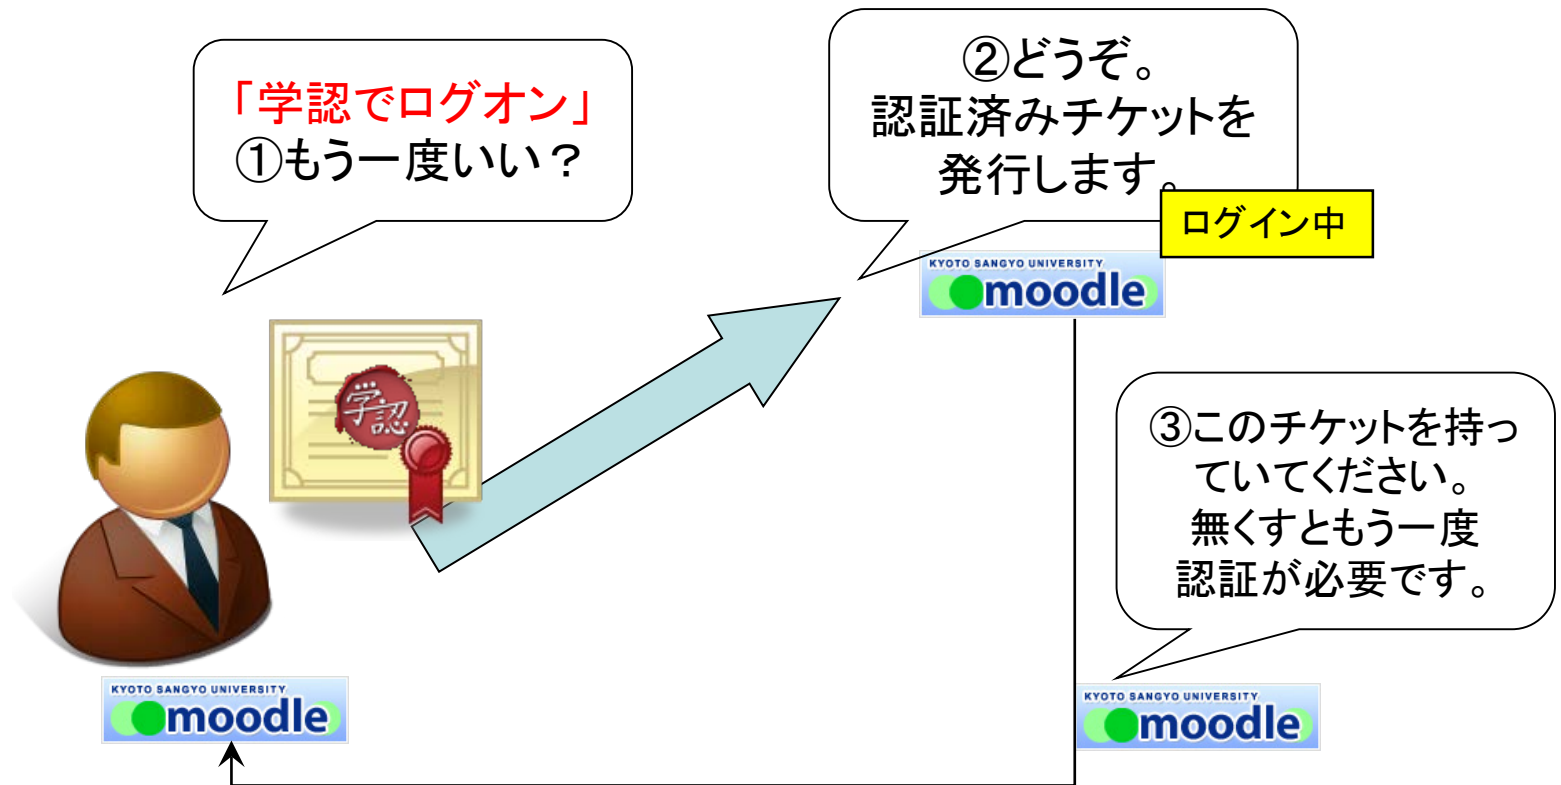 「学認でログオン」
①もう一度いい？
②どうぞ。
認証済みチケットを
発行します。
ログイン中
KYOTO SANGYO UNIVERSITY
moodle
学認
③このチケットを持っ
ていてください。
無くすともう一度
認証が必要です。
KYOTO SANGYO UNIVERSITY
moodle
KYOTO SANGYO UNIVERSITY
moodle